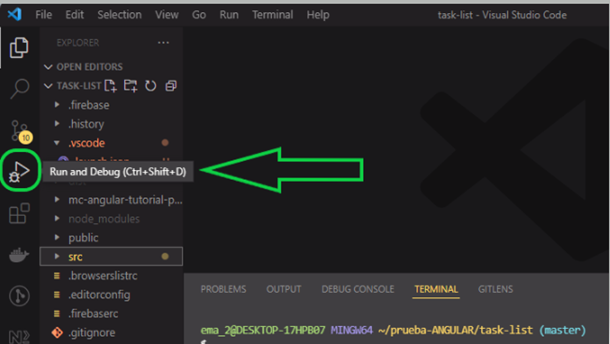 File Edit Selection View Go Run Terminal Help task-list - Visual Studio Code
EXPLORER ...
OPEN EDITORS
TASK-LIST
.firebase
.history
10
.vscode
launch.json
Run and Debug (Ctrl+Shift+D)
mc-angular-tutorial-p...
node_modules
public
src
.browserslistrc
.editorconfig
.firebaserc
.gitignore
PROBLEMS OUTPUT DEBUG CONSOLE TERMINAL GITLENS
ema_2@DESKTOP-17HPB07 MINGW64 ~/prueba-ANGULAR/task-list (master)